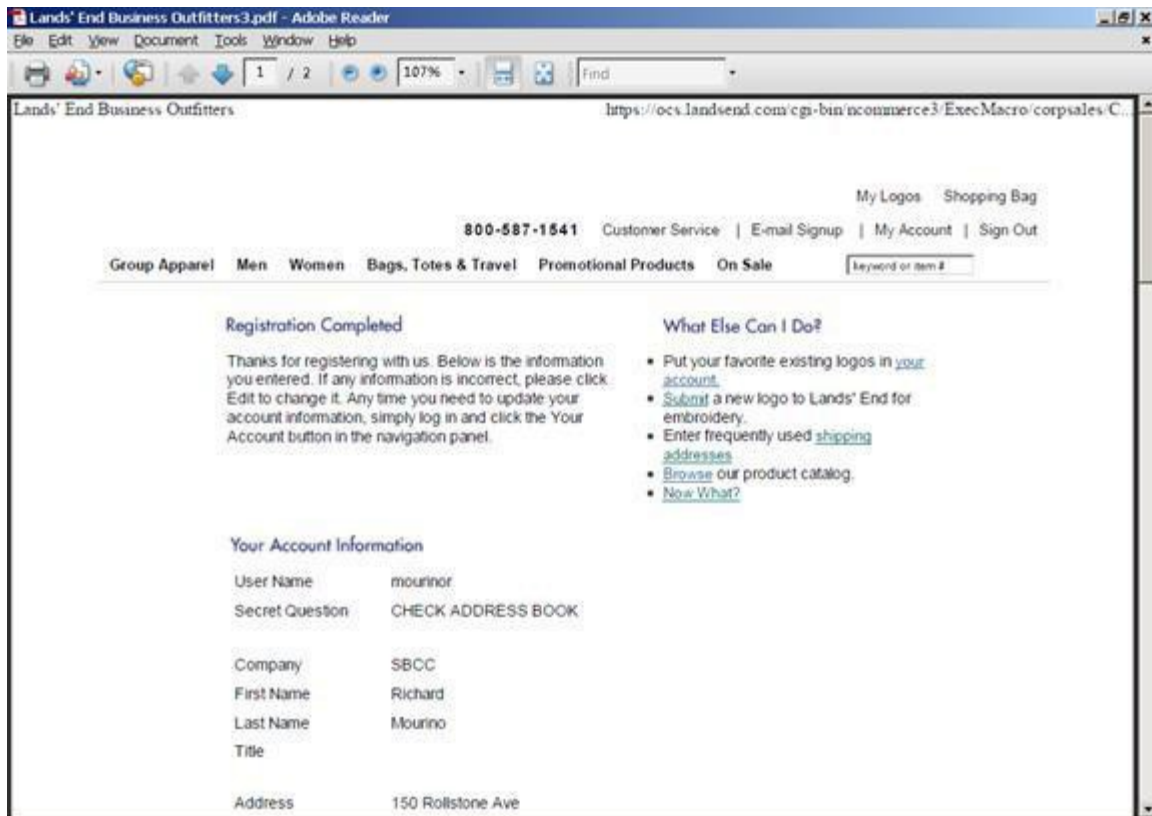 Lands' End Business Outfitters3.pdf - Adobe Reader
File Edit View Document Tools Window Help
1 / 2 107% Find
Lands' End Business Outfitters https://ocs.landsend.com/cgi-bin/ncommerce3/ExecMacro/corpsales/C...
My Logos Shopping Bag
800-587-1541 Customer Service | E-mail Signup | My Account | Sign Out
Group Apparel Men Women Bags, Totes & Travel Promotional Products On Sale keyword or item #
Registration Completed
Thanks for registering with us. Below is the information
you entered. If any information is incorrect, please click
Edit to change it. Any time you need to update your
account information, simply log in and click the Your
Account button in the navigation panel.
What Else Can I Do?
• Put your favorite existing logos in your
account.
• Submit a new logo to Lands' End for
embroidery.
• Enter frequently used shipping
addresses
• Browse our product catalog.
• Now What?
Your Account Information
User Name mourinor
Secret Question CHECK ADDRESS BOOK
Company SBCC
First Name Richard
Last Name Mourino
Title
Address 150 Rollstone Ave